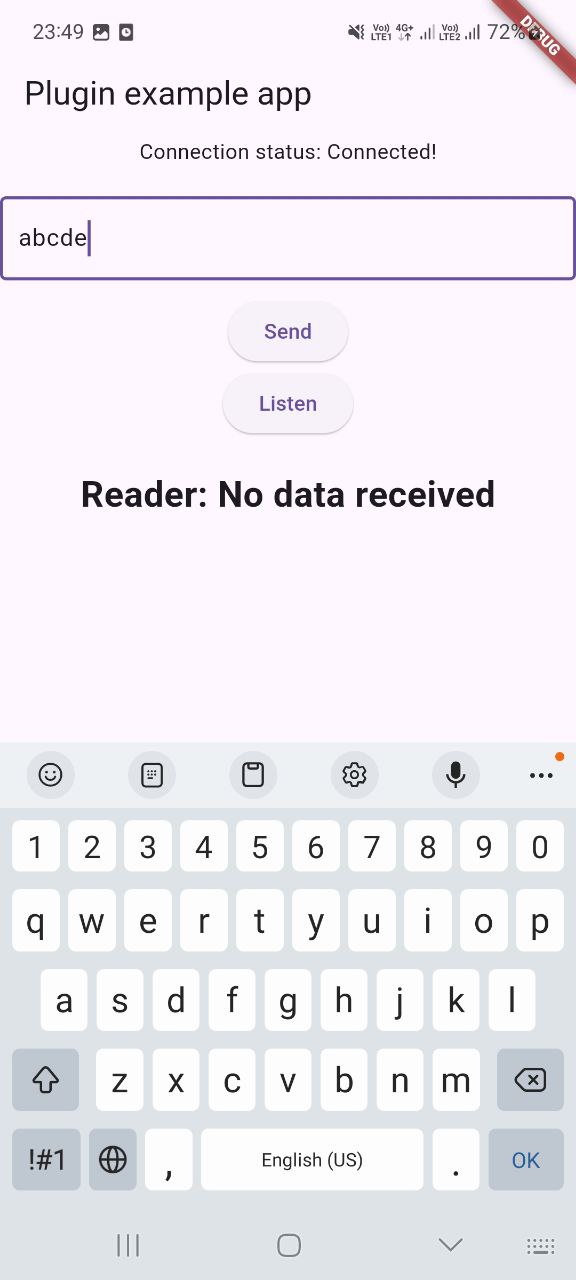 23:49 Vo)) LTE1 4G+ Vo)) LTE2 72%
DEBUG
Plugin example app
Connection status: Connected!
abcde
Send
Listen
Reader: No data received
1 2 3 4 5 6 7 8 9 0
q w e r t y u i o p
a s d f g h j k l
z x c v b n m
!#1 , English (US) . OK